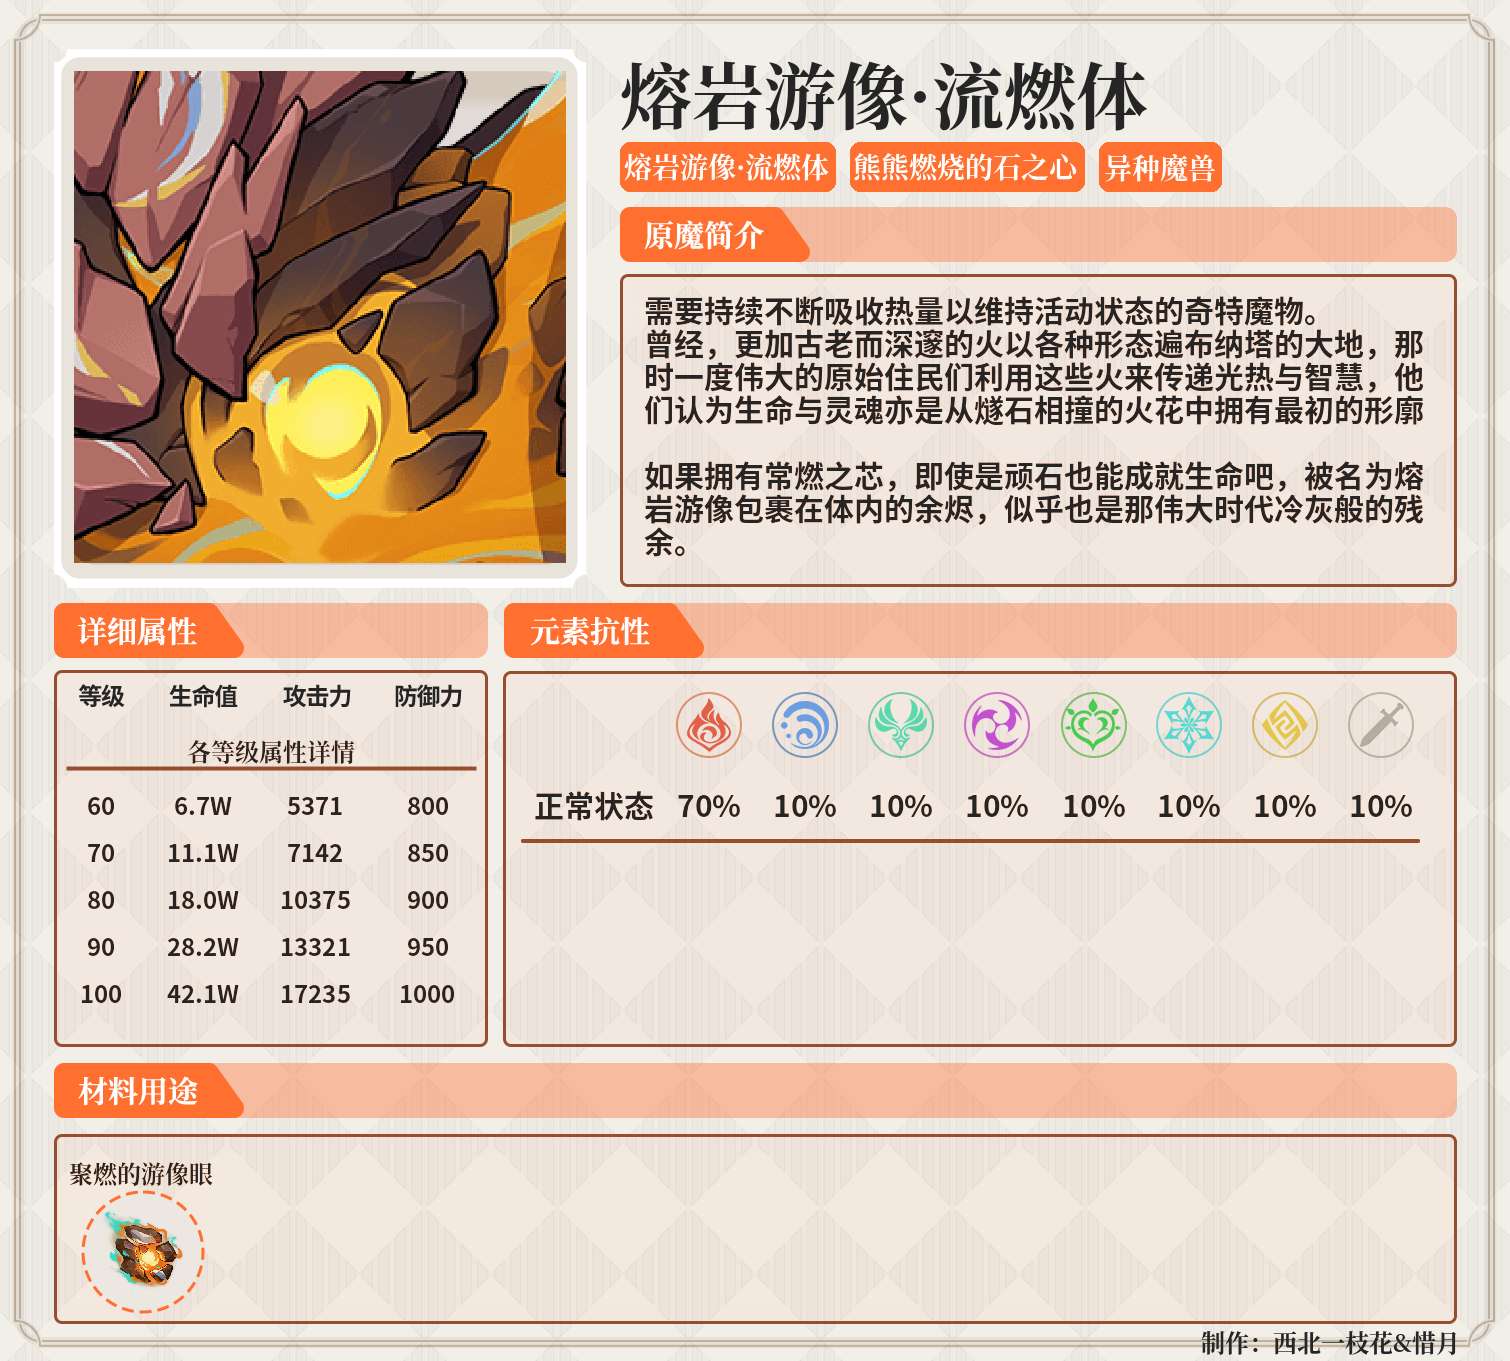 熔岩游像·流燃体
熔岩游像·流燃体 熊熊燃烧的石之心 异种魔兽
原魔简介
需要持续不断吸收热量以维持活动状态的奇特魔物。
曾经，更加古老而深邃的火以各种形态遍布纳塔的大地，那
时一度伟大的原始住民们利用这些火来传递光热与智慧，他
们认为生命与灵魂亦是从燧石相撞的火花中拥有最初的形廓
如果拥有常燃之芯，即使是顽石也能成就生命吧，被名为熔
岩游像包裹在体内的余烬，似乎也是那伟大时代冷灰般的残
余。
详细属性
等级 生命值 攻击力 防御力
各等级属性详情
60 6.7W 5371 800
70 11.1W 7142 850
80 18.0W 10375 900
90 28.2W 13321 950
100 42.1W 17235 1000
元素抗性
正常状态 70% 10% 10% 10% 10% 10% 10% 10%
材料用途
聚燃的游像眼
制作：西北一枝花&惜月